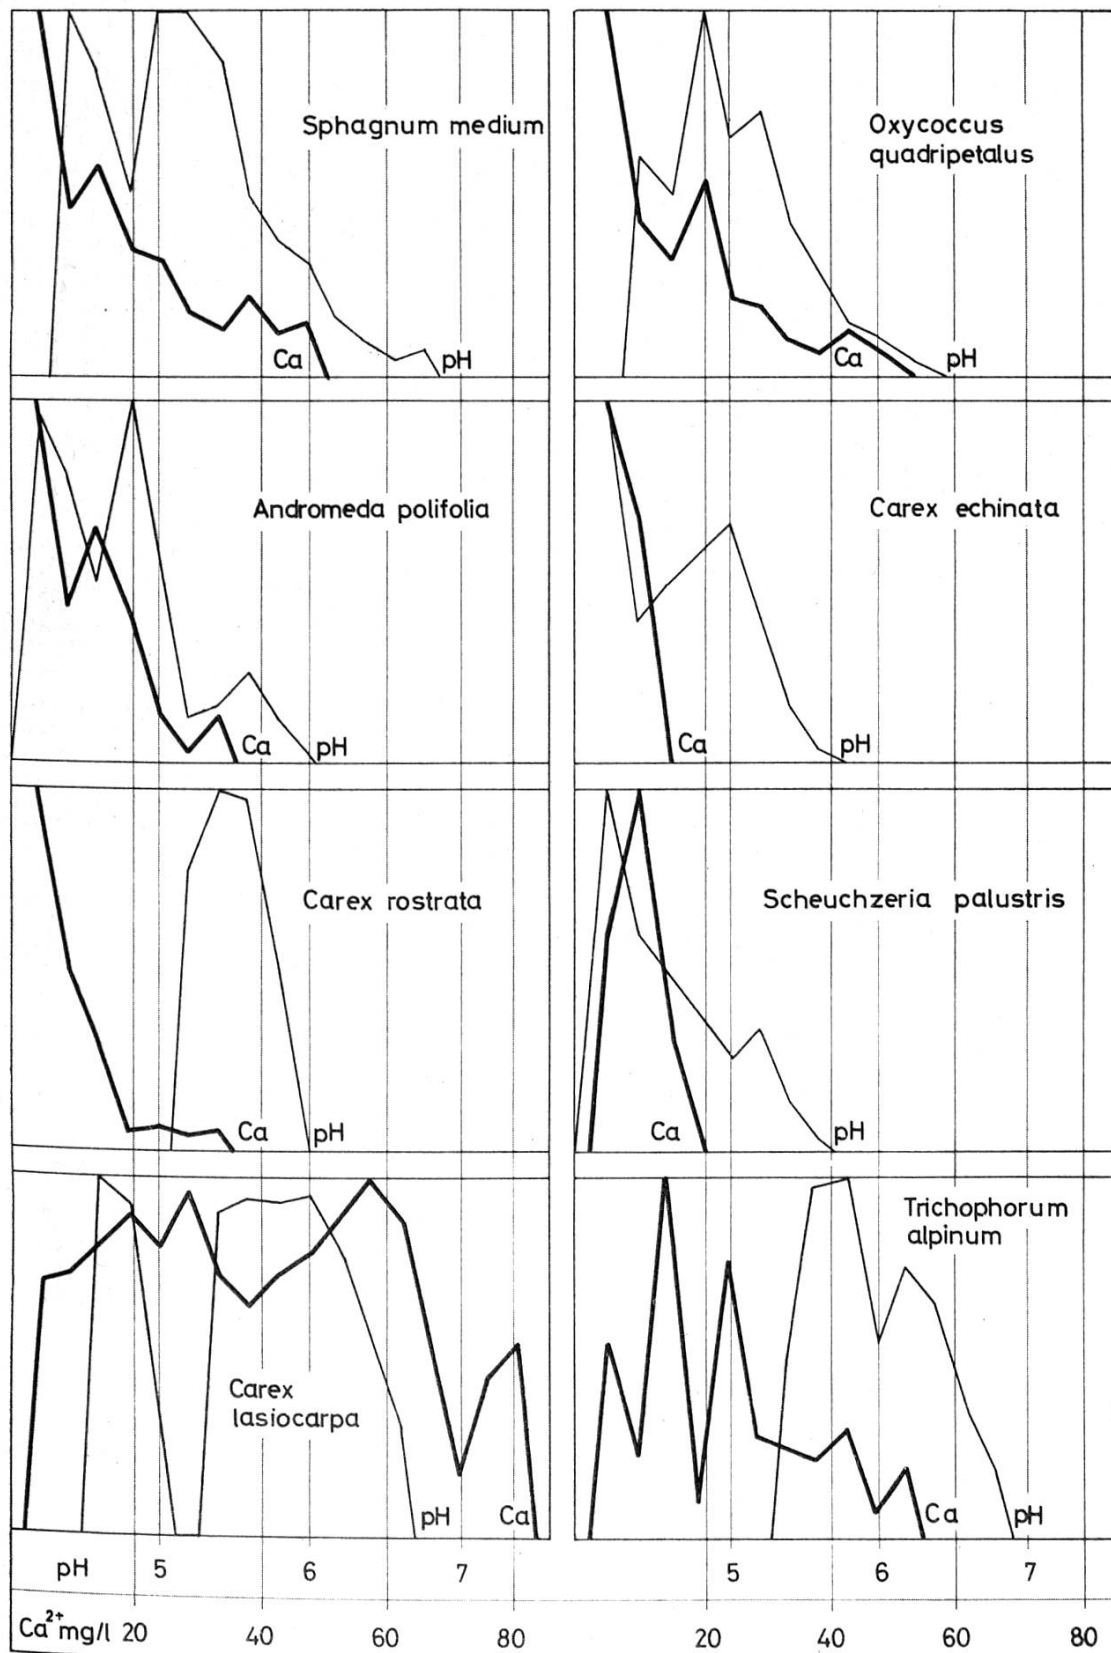 Sphagnum medium
Ca
pH
Oxycoccus
quadripetalus
Ca
pH
Andromeda polifolia
Ca
pH
Carex echinata
Ca
pH
Carex rostrata
Ca
pH
Scheuchzeria palustris
Ca
pH
Carex
lasiocarpa
pH
Ca
Trichophorum
alpinum
Ca
pH
pH 5 6 7
5 6 7
Ca²⁺mg/l 20 40 60 80
20 40 60 80